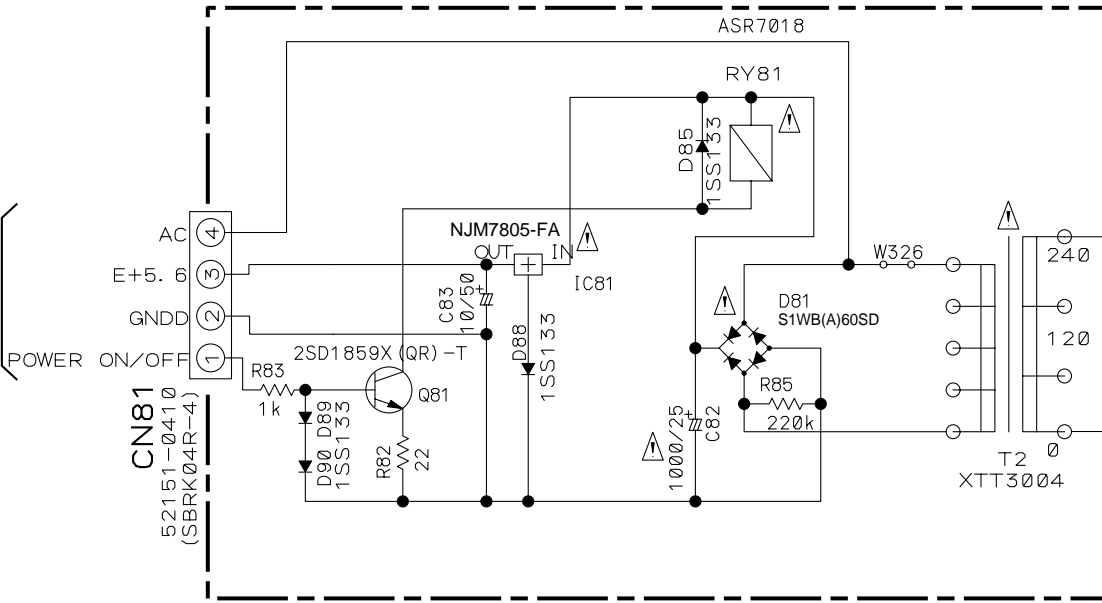 ASR7018
RY81
D85
1SS133
AC
4
NJM7805-FA
OUT
IN
IC81
E+5.6
3
W326
240
C83
10/50
+
D81
S1WB(A)60SD
GNDD
2
D88
1SS133
120
2SD1859X(QR)-T
POWER ON/OFF
1
R83
1k
Q81
R85
220k
CN81
52151-0410
(SBRK04R-4)
D90 D89
1SS133
R82
22
1000/25
+
C82
T2
XTT3004
0